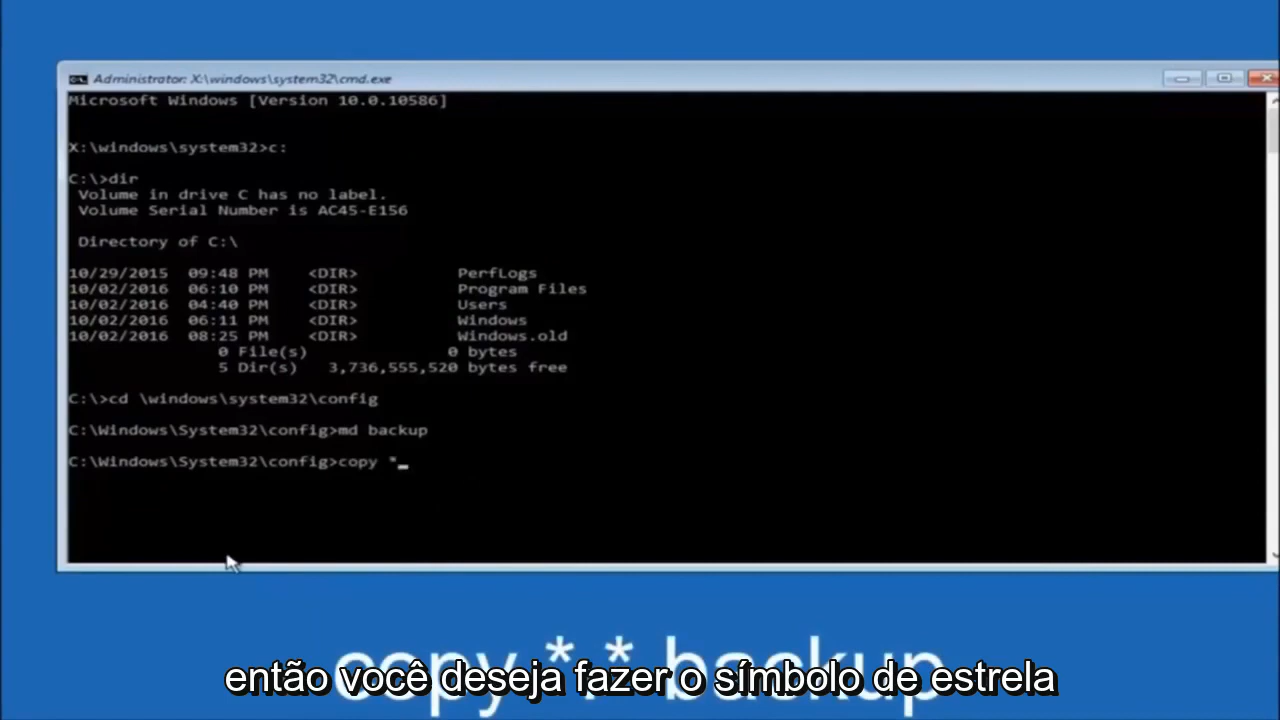 Administrator: X:\windows\system32\cmd.exe
Microsoft Windows [Version 10.0.10586]
X:\windows\system32>c:
C:\>dir
Volume in drive C has no label.
Volume Serial Number is AC45-E156
Directory of C:\
10/29/2015 09:48 PM <DIR> PerfLogs
10/02/2016 06:10 PM <DIR> Program Files
10/02/2016 04:40 PM <DIR> Users
10/02/2016 06:11 PM <DIR> Windows
10/02/2016 08:25 PM <DIR> Windows.old
0 File(s) 0 bytes
5 Dir(s) 3,736,555,520 bytes free
C:\>cd \windows\system32\config
C:\Windows\System32\config>md backup
C:\Windows\System32\config>copy *_
copy *.* backup
então você deseja fazer o símbolo de estrela